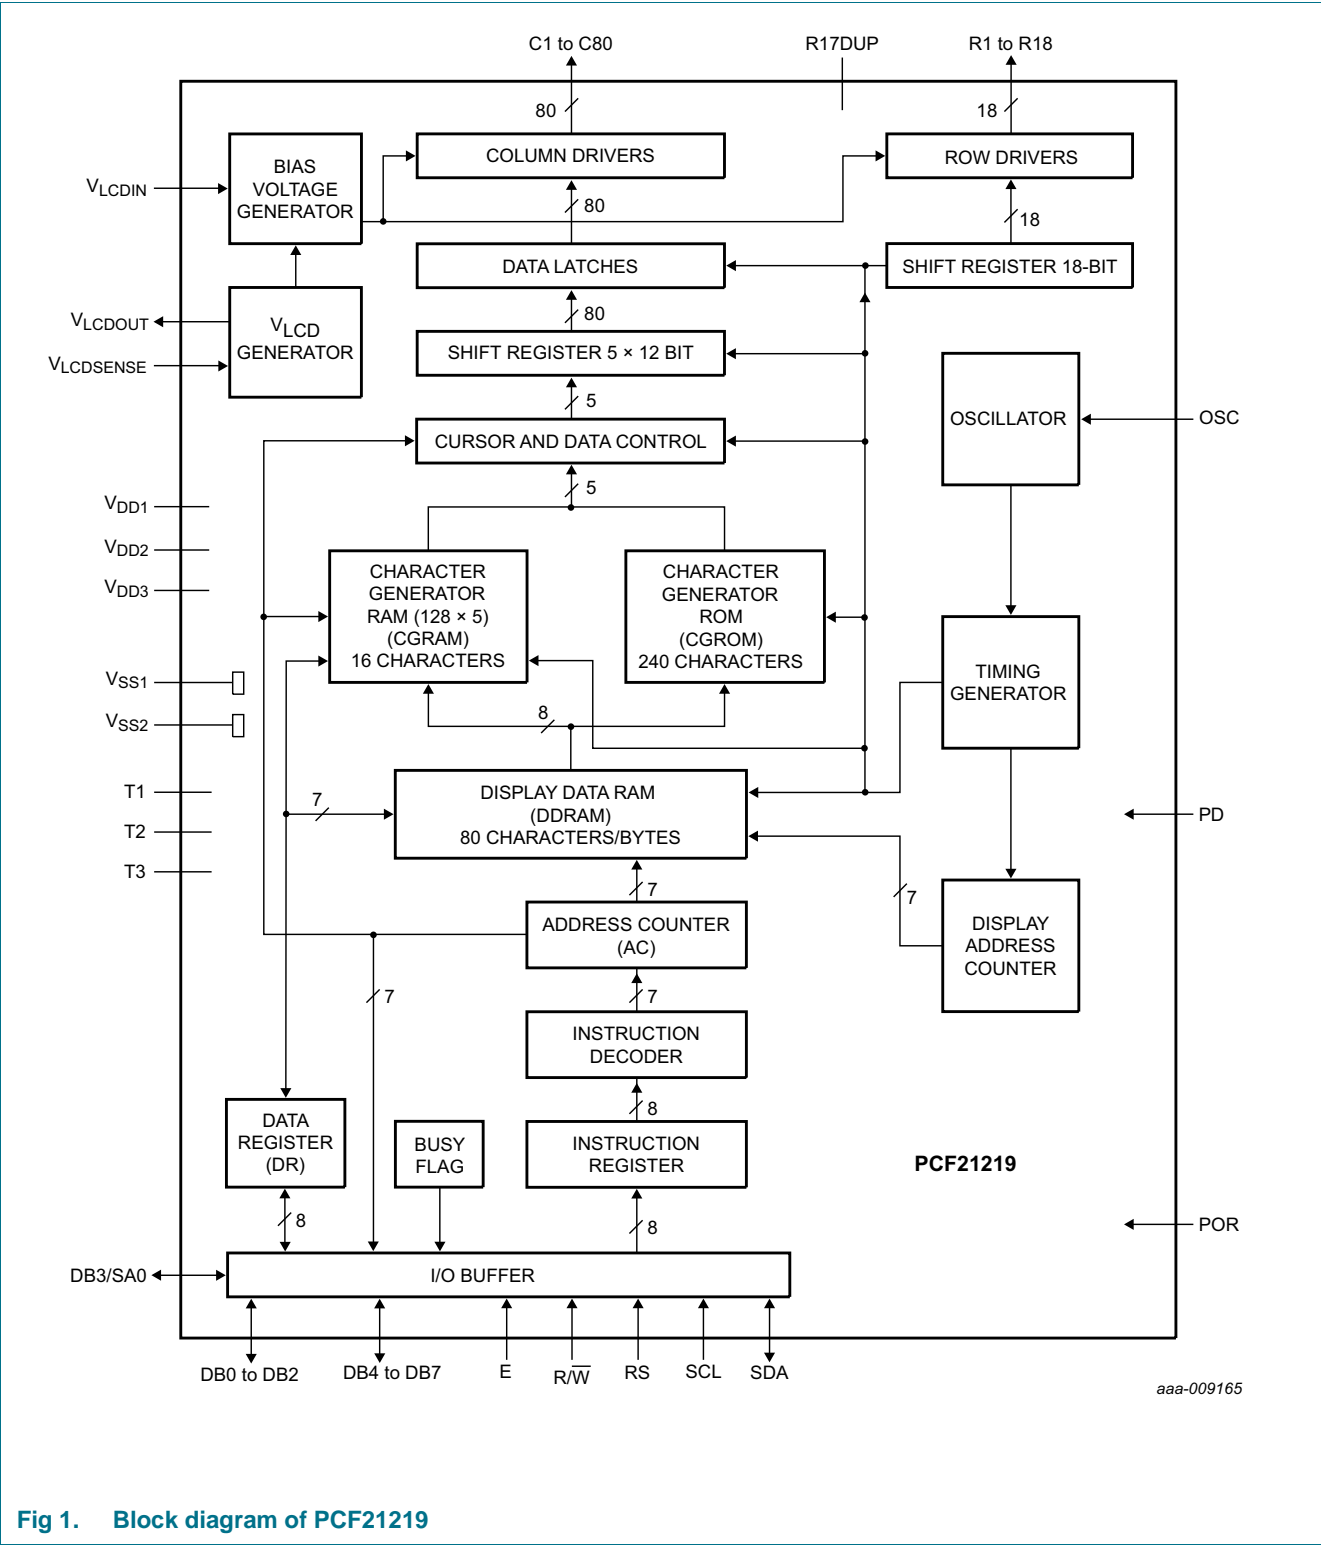 C1 to C80
R17DUP
R1 to R18
80
18
BIAS
VOLTAGE
GENERATOR
COLUMN DRIVERS
ROW DRIVERS
VLCDIN
80
18
DATA LATCHES
SHIFT REGISTER 18-BIT
VLCDOUT
VLCD
GENERATOR
80
VLCDSENSE
SHIFT REGISTER 5 × 12 BIT
5
OSCILLATOR
OSC
CURSOR AND DATA CONTROL
5
VDD1
VDD2
VDD3
CHARACTER
GENERATOR
RAM (128 × 5)
(CGRAM)
16 CHARACTERS
CHARACTER
GENERATOR
ROM
(CGROM)
240 CHARACTERS
TIMING
GENERATOR
VSS1
VSS2
8
T1
T2
T3
7
DISPLAY DATA RAM
(DDRAM)
80 CHARACTERS/BYTES
PD
7
7
ADDRESS COUNTER
(AC)
DISPLAY
ADDRESS
COUNTER
7
7
INSTRUCTION
DECODER
8
DATA
REGISTER
(DR)
BUSY
FLAG
INSTRUCTION
REGISTER
PCF21219
8
8
POR
DB3/SA0
I/O BUFFER
DB0 to DB2
DB4 to DB7
E
R/W̅
RS
SCL
SDA
aaa-009165
Fig 1. Block diagram of PCF21219